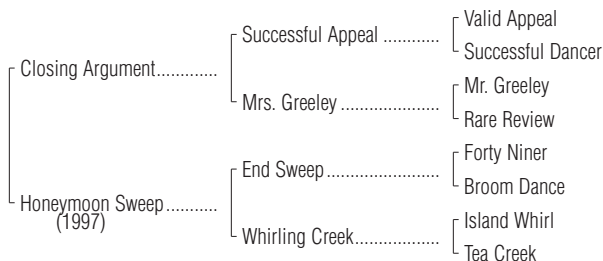 Valid Appeal
Successful Appeal ............
Successful Dancer
Closing Argument............
Mr. Greeley
Mrs. Greeley ....................
Rare Review
Forty Niner
End Sweep .......................
Broom Dance
Honeymoon Sweep ..........
(1997)
Island Whirl
Whirling Creek.................
Tea Creek